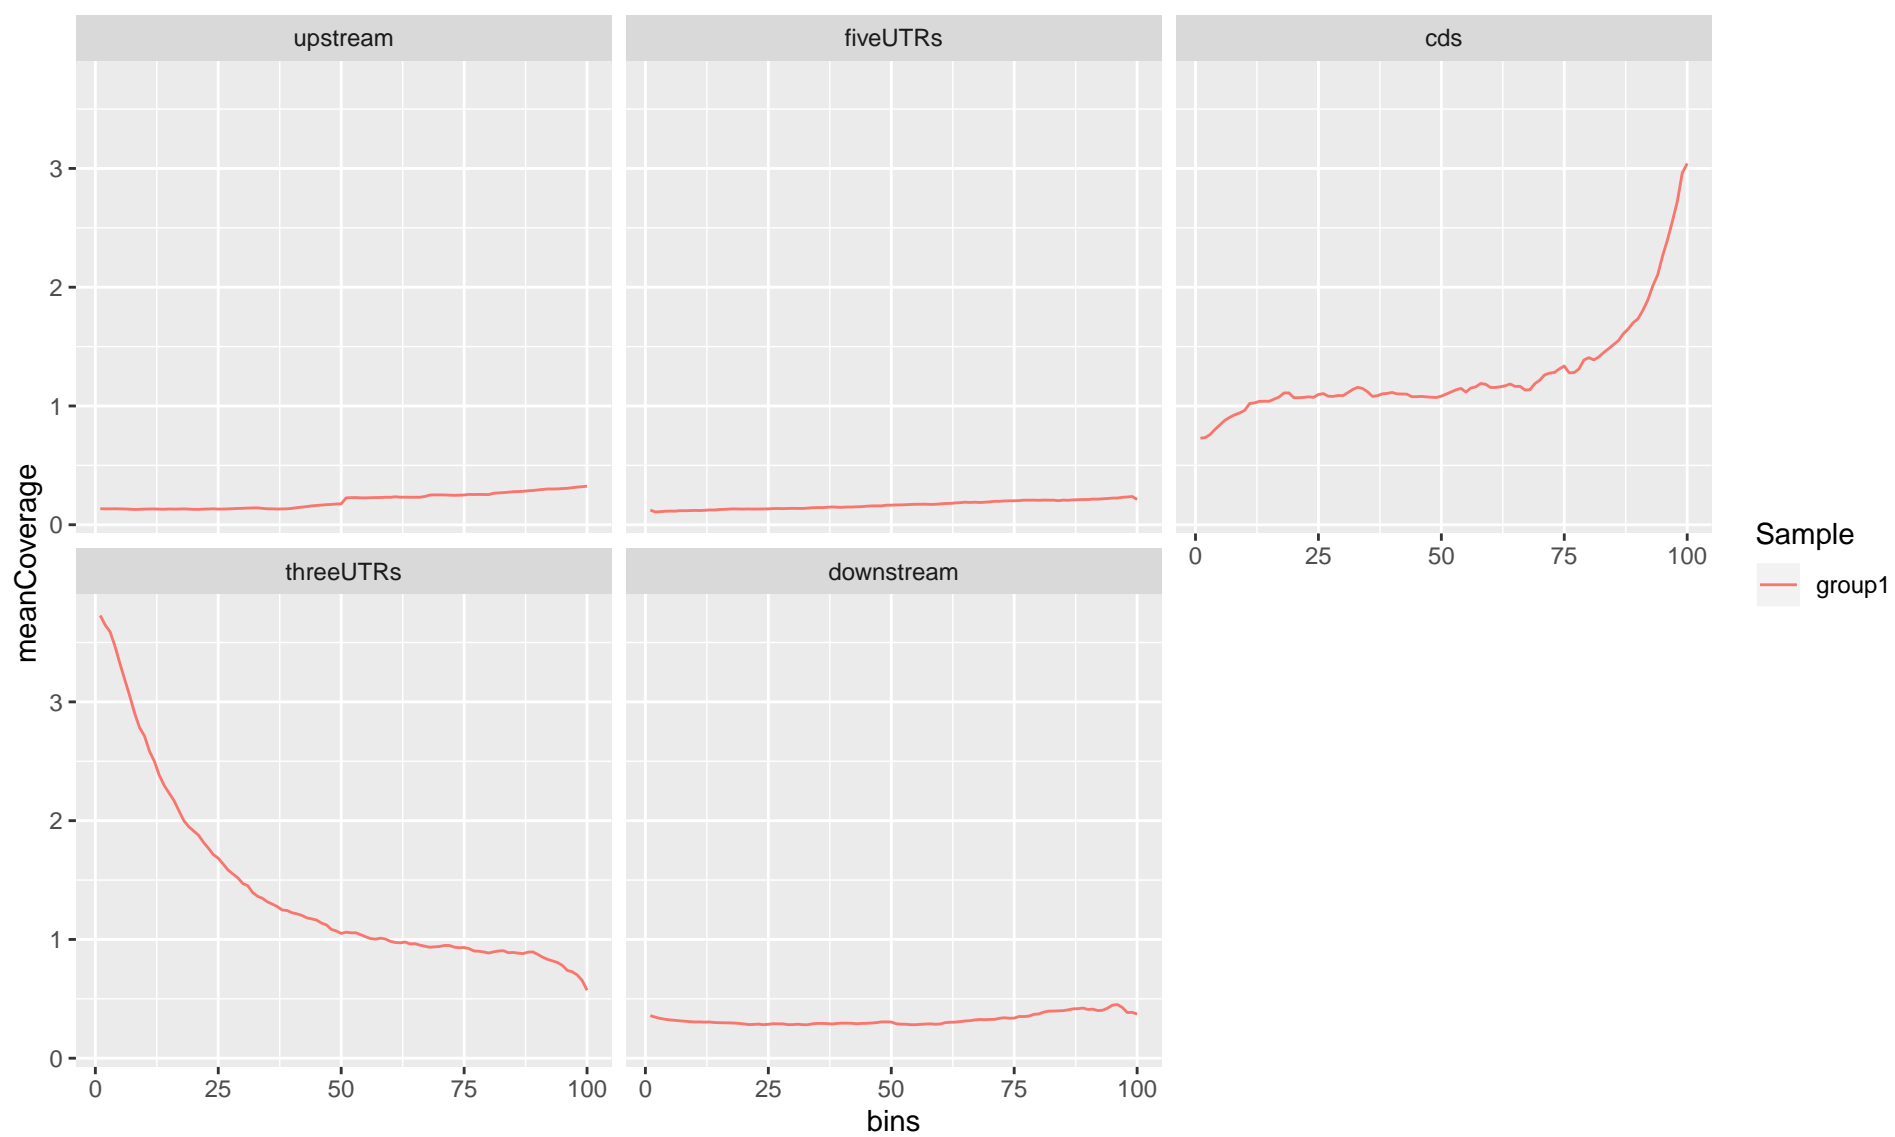 upstream
fiveUTRs
cds
3
2
1
0
0 25 50 75 100
meanCoverage
threeUTRs
downstream
3
2
1
0
0 25 50 75 100
0 25 50 75 100
bins
Sample
group1